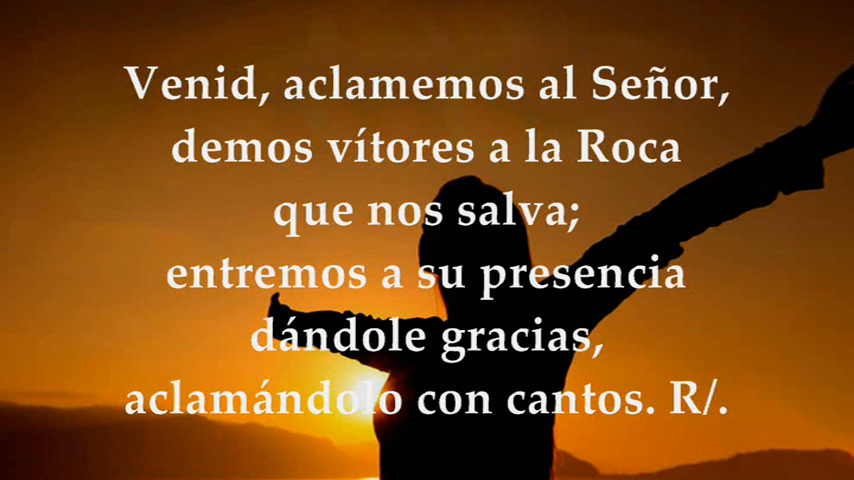 Venid, aclamemos al Señor,
demos vítores a la Roca
que nos salva;
entremos a su presencia
dándole gracias,
aclamándolo con cantos. R/.